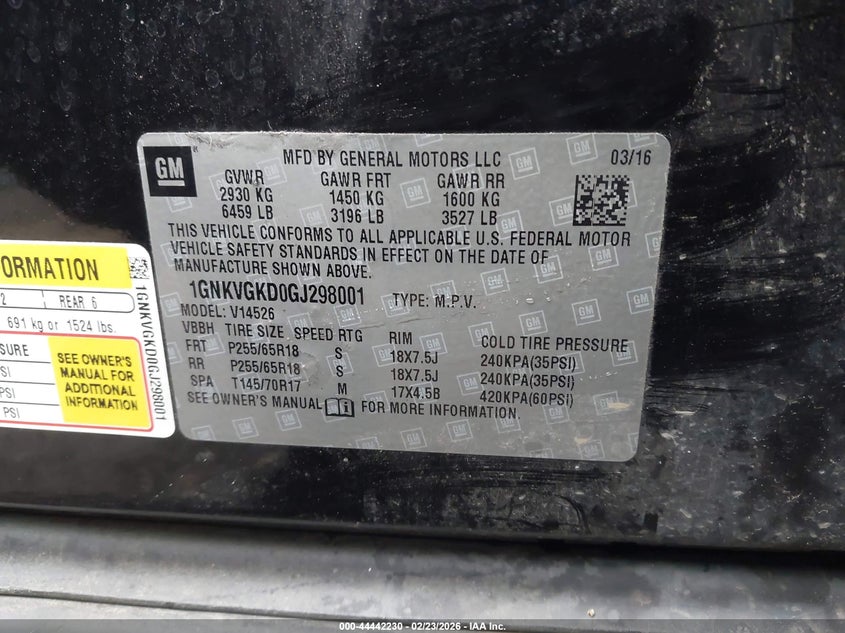 GM
MFD BY GENERAL MOTORS LLC 03/16
GVWR GAWR FRT GAWR RR
2930 KG 1450 KG 1600 KG
6459 LB 3196 LB 3527 LB
THIS VEHICLE CONFORMS TO ALL APPLICABLE U.S. FEDERAL MOTOR
VEHICLE SAFETY STANDARDS IN EFFECT ON THE DATE OF
MANUFACTURE SHOWN ABOVE.
1GNKVGKD0GJ298001 TYPE: M.P.V.
MODEL: V14526
VBBH TIRE SIZE SPEED RTG RIM COLD TIRE PRESSURE
FRT P255/65R18 S 18X7.5J 240KPA(35PSI)
RR P255/65R18 S 18X7.5J 240KPA(35PSI)
SPA T145/70R17 M 17X4.5B 420KPA(60PSI)
SEE OWNER'S MANUAL FOR MORE INFORMATION.
ORMATION
2 REAR 6
691 kg or 1524 lbs.
SURE
SI
PSI
PSI
SEE OWNER'S
MANUAL FOR
ADDITIONAL
INFORMATION
1GNKVGKD0GJ298001
000-44442230 - 02/23/2026 - IAA Inc.